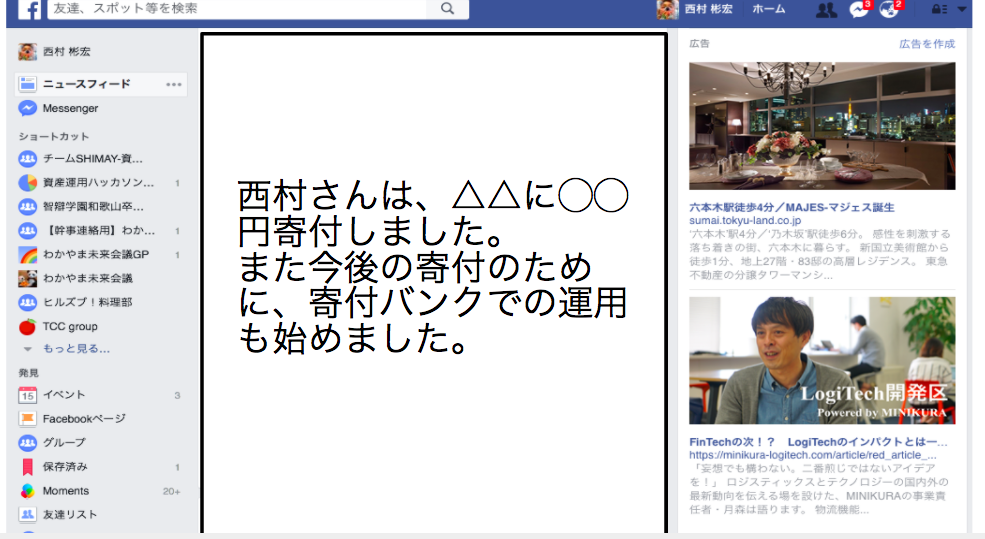 友達、スポット等を検索
西村 彬宏
ホーム
3
2
西村 彬宏
ニュースフィード
Messenger
ショートカット
チームSHIMAY-資...
資産運用ハッカソン... 1
智辯学園和歌山卒...
【幹事連絡用】わか... 1
わかやま未来会議GP 1
わかやま未来会議
ヒルズブ！料理部
TCC group
もっと見る...
発見
15 イベント 3
Facebookページ
グループ
保存済み 1
Moments 20+
友達リスト
西村さんは、△△に◯◯
円寄付しました。
また今後の寄付のため
に、寄付バンクでの運用
も始めました。
広告 広告を作成
六本木駅徒歩4分／MAJES-マジェス誕生
sumai.tokyu-land.co.jp
'六本木'駅4分／'乃木坂'駅徒歩6分。 感性を刺激する
落ち着きの街、六本木に暮らす。 新国立美術館から
徒歩1分、地上27階・83邸の高層レジデンス。 東急
不動産の分譲タワーマンシ...
LogiTech開発区
Powered by MINIKURA
FinTechの次！？ LogiTechのインパクトとは一...
https://minikura-logitech.com/article/red_article_...
「妄想でも構わない。二番煎じではないアイデア
を！」 ロジスティックスとテクノロジーの国内外の
最新動向を伝える場を設けた、MINIKURAの事業責
任者・月森は語ります。 物流機能...